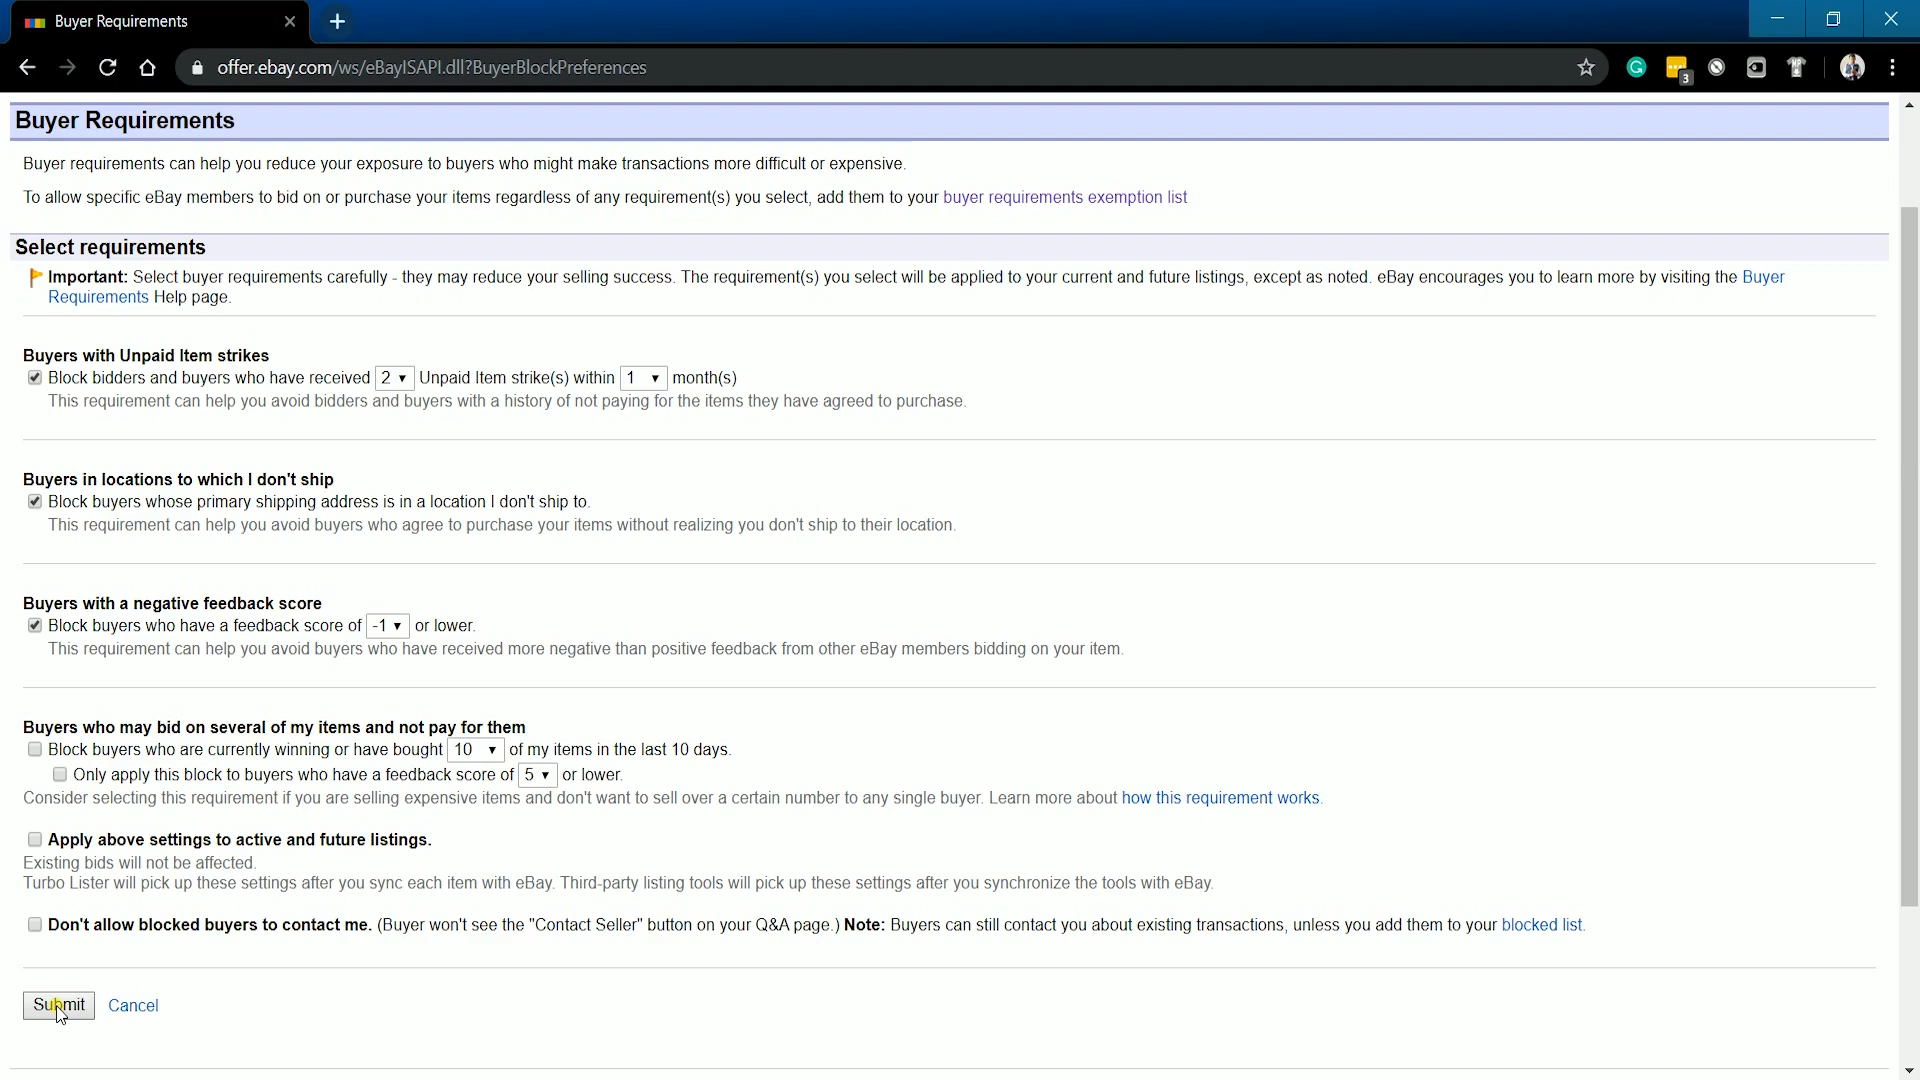 Buyer Requirements
offer.ebay.com/ws/eBayISAPI.dll?BuyerBlockPreferences
3
Buyer Requirements
Buyer requirements can help you reduce your exposure to buyers who might make transactions more difficult or expensive.
To allow specific eBay members to bid on or purchase your items regardless of any requirement(s) you select, add them to your buyer requirements exemption list
Select requirements
Important: Select buyer requirements carefully - they may reduce your selling success. The requirement(s) you select will be applied to your current and future listings, except as noted. eBay encourages you to learn more by visiting the Buyer
Requirements Help page.
Buyers with Unpaid Item strikes
Block bidders and buyers who have received 2 Unpaid Item strike(s) within 1 month(s)
This requirement can help you avoid bidders and buyers with a history of not paying for the items they have agreed to purchase.
Buyers in locations to which I don't ship
Block buyers whose primary shipping address is in a location I don't ship to.
This requirement can help you avoid buyers who agree to purchase your items without realizing you don't ship to their location.
Buyers with a negative feedback score
Block buyers who have a feedback score of -1 or lower.
This requirement can help you avoid buyers who have received more negative than positive feedback from other eBay members bidding on your item.
Buyers who may bid on several of my items and not pay for them
Block buyers who are currently winning or have bought 10 of my items in the last 10 days.
Only apply this block to buyers who have a feedback score of 5 or lower.
Consider selecting this requirement if you are selling expensive items and don't want to sell over a certain number to any single buyer. Learn more about how this requirement works.
Apply above settings to active and future listings.
Existing bids will not be affected.
Turbo Lister will pick up these settings after you sync each item with eBay. Third-party listing tools will pick up these settings after you synchronize the tools with eBay.
Don't allow blocked buyers to contact me. (Buyer won't see the "Contact Seller" button on your Q&A page.) Note: Buyers can still contact you about existing transactions, unless you add them to your blocked list.
Submit Cancel